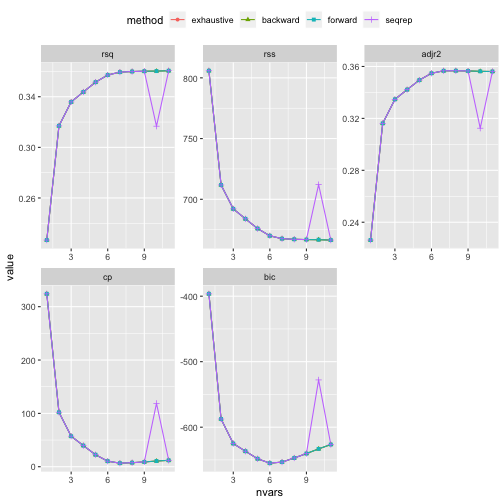 method exhaustive backward forward seqrep
rsq rss adjr2
0.34
0.30
0.26
3 6 9
800
750
700
3 6 9
0.36
0.32
0.28
0.24
3 6 9
value
cp bic
300
200
100
0
3 6 9
-400
-500
-600
3 6 9
nvars